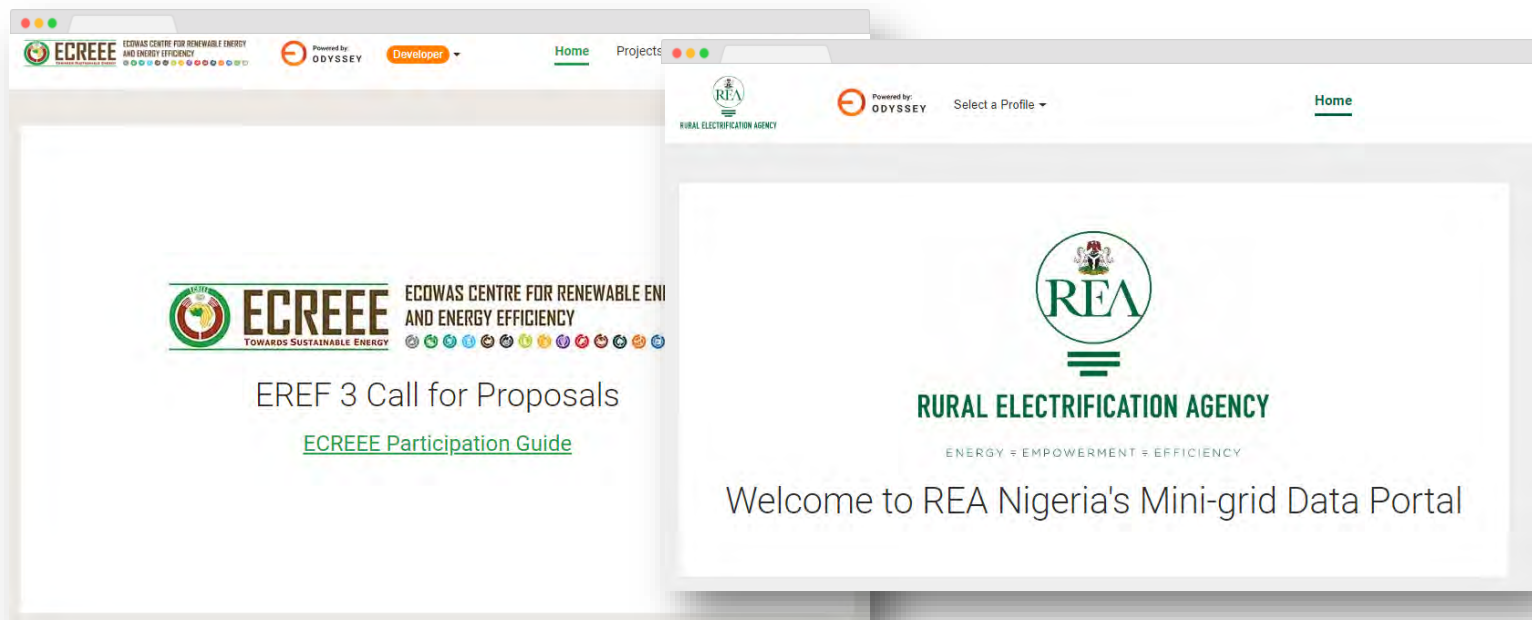 ECREEE
TOWARDS SUSTAINABLE ENERGY
ECOWAS CENTRE FOR RENEWABLE ENERGY
AND ENERGY EFFICIENCY
Powered by:
ODYSSEY
Developer
Home
Projects
ECREEE
TOWARDS SUSTAINABLE ENERGY
ECOWAS CENTRE FOR RENEWABLE
AND ENERGY EFFICIENCY
EREF 3 Call for Proposals
ECREEE Participation Guide
REA
RURAL ELECTRIFICATION AGENCY
Powered by:
ODYSSEY
Select a Profile
Home
REA
RURAL ELECTRIFICATION AGENCY
ENERGY EMPOWERMENT EFFICIENCY
Welcome to REA Nigeria's Mini-grid Data Portal